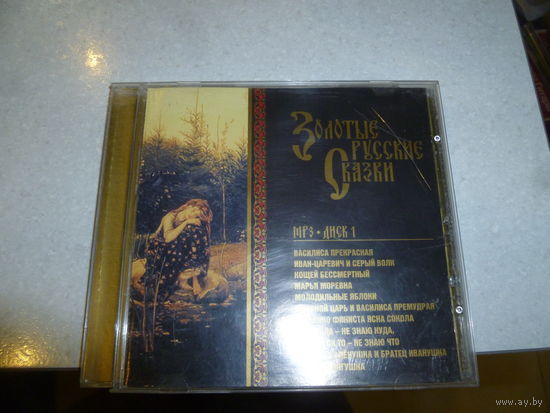 Золотые
русские
Сказки
MP3 • ДИСК 1
ВАСИЛИСА ПРЕКРАСНАЯ
ИВАН-ЦАРЕВИЧ И СЕРЫЙ ВОЛК
КОЩЕЙ БЕССМЕРТНЫЙ
МАРЬЯ МОРЕВНА
МОЛОДИЛЬНЫЕ ЯБЛОКИ
ЦАРЬ И ВАСИЛИСА ПРЕМУДРАЯ
ФИНИСТА ЯСНА СОКОЛА
– НЕ ЗНАЮ КУДА,
ТО – НЕ ЗНАЮ ЧТО
И БРАТЕЦ ИВАНУШКА
www.ay.by